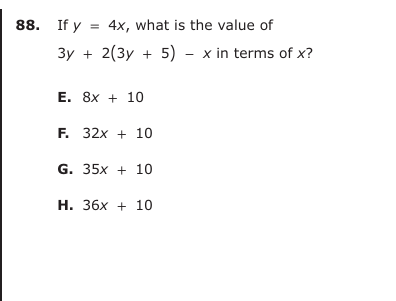 88. If y = 4x, what is the value of
3y + 2(3y + 5) – x in terms of x?
E. 8x + 10
F. 32x + 10
G. 35x + 10
H. 36x + 10